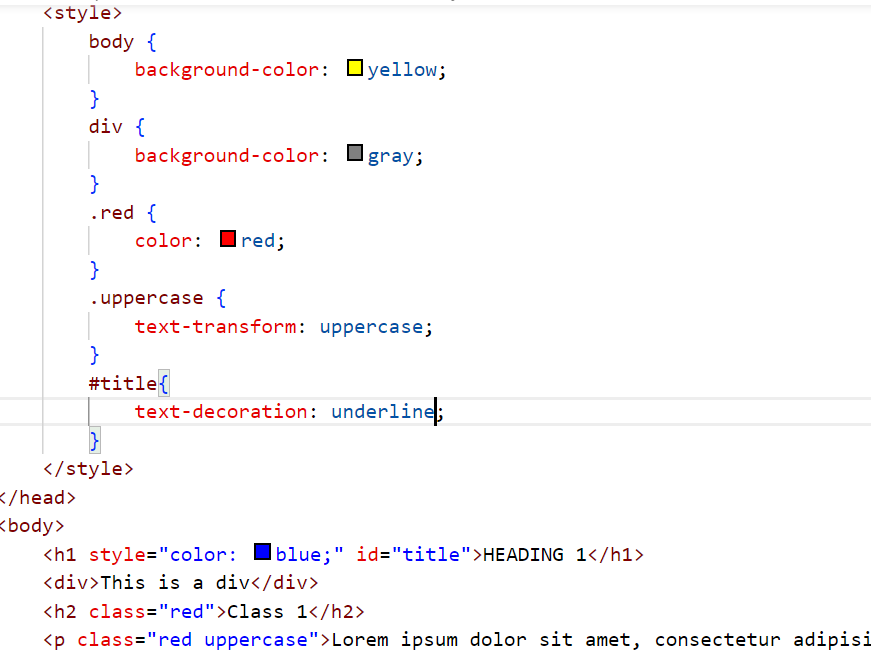 <style>
body {
background-color: yellow;
}
div {
background-color: gray;
}
.red {
color: red;
}
.uppercase {
text-transform: uppercase;
}
#title{
text-decoration: underline;
}
</style>
</head>
<body>
<h1 style="color: blue;" id="title">HEADING 1</h1>
<div>This is a div</div>
<h2 class="red">Class 1</h2>
<p class="red uppercase">Lorem ipsum dolor sit amet, consectetur adipisi